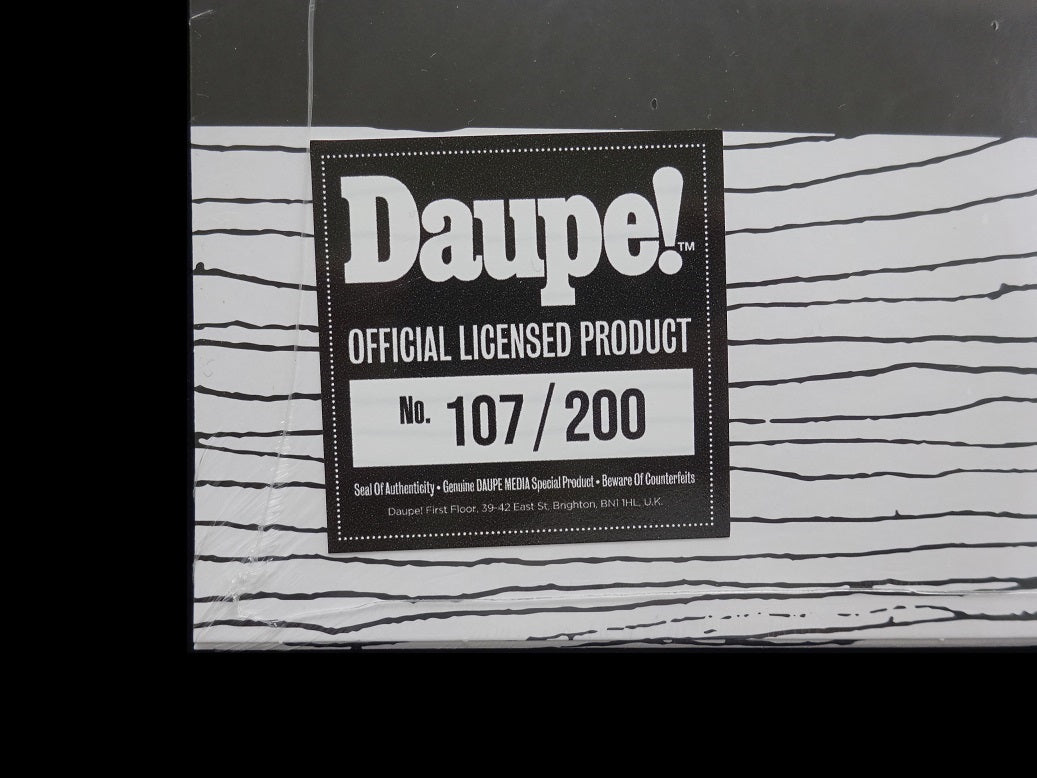 Daupe!™
OFFICIAL LICENSED PRODUCT
No. 107/200
Seal Of Authenticity • Genuine DAUPE MEDIA Special Product • Beware Of Counterfeits
Daupe! First Floor, 39-42 East St, Brighton, BN1 1HL, U.K.